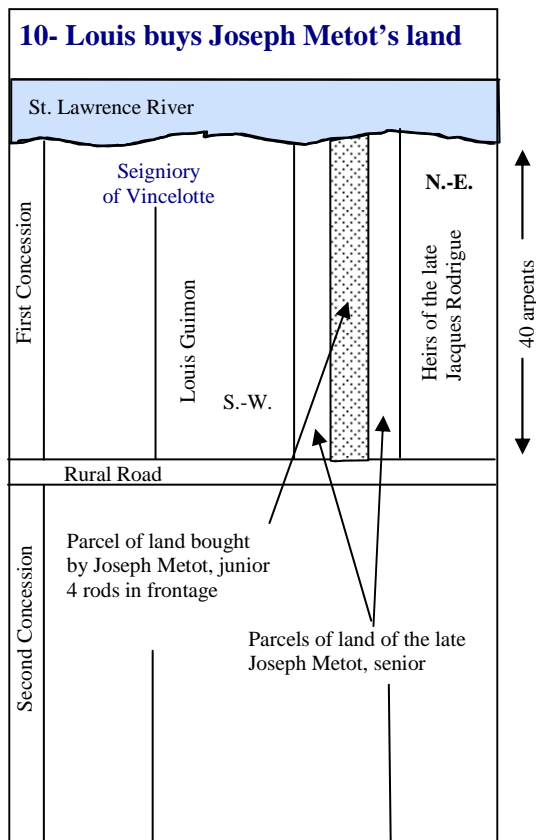 10- Louis buys Joseph Metot's land
St. Lawrence River
Seigniory
of Vincelotte
N.-E.
First Concession
Louis Guimon
S.-W.
Heirs of the late
Jacques Rodrigue
40 arpents
Rural Road
Parcel of land bought
by Joseph Metot, junior
4 rods in frontage
Second Concession
Parcels of land of the late
Joseph Metot, senior